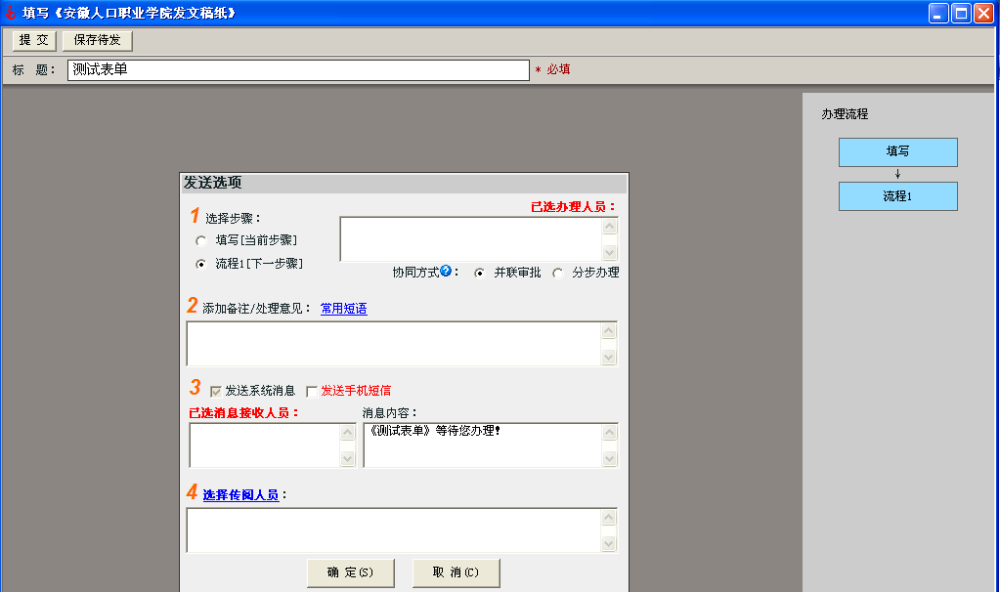 填写《安徽人口职业学院发文稿纸》
提 交 保存待发
标 题： 测试表单 * 必填
办理流程
填写
↓
流程1
发送选项
1 选择步骤： 已选办理人员：
填写[当前步骤]
流程1[下一步骤]
协同方式?： 并联审批 分步办理
2 添加备注/处理意见： 常用短语
3 发送系统消息 发送手机短信
已选消息接收人员： 消息内容：
《测试表单》等待您办理!
4 选择传阅人员：
确 定(S) 取 消(C)